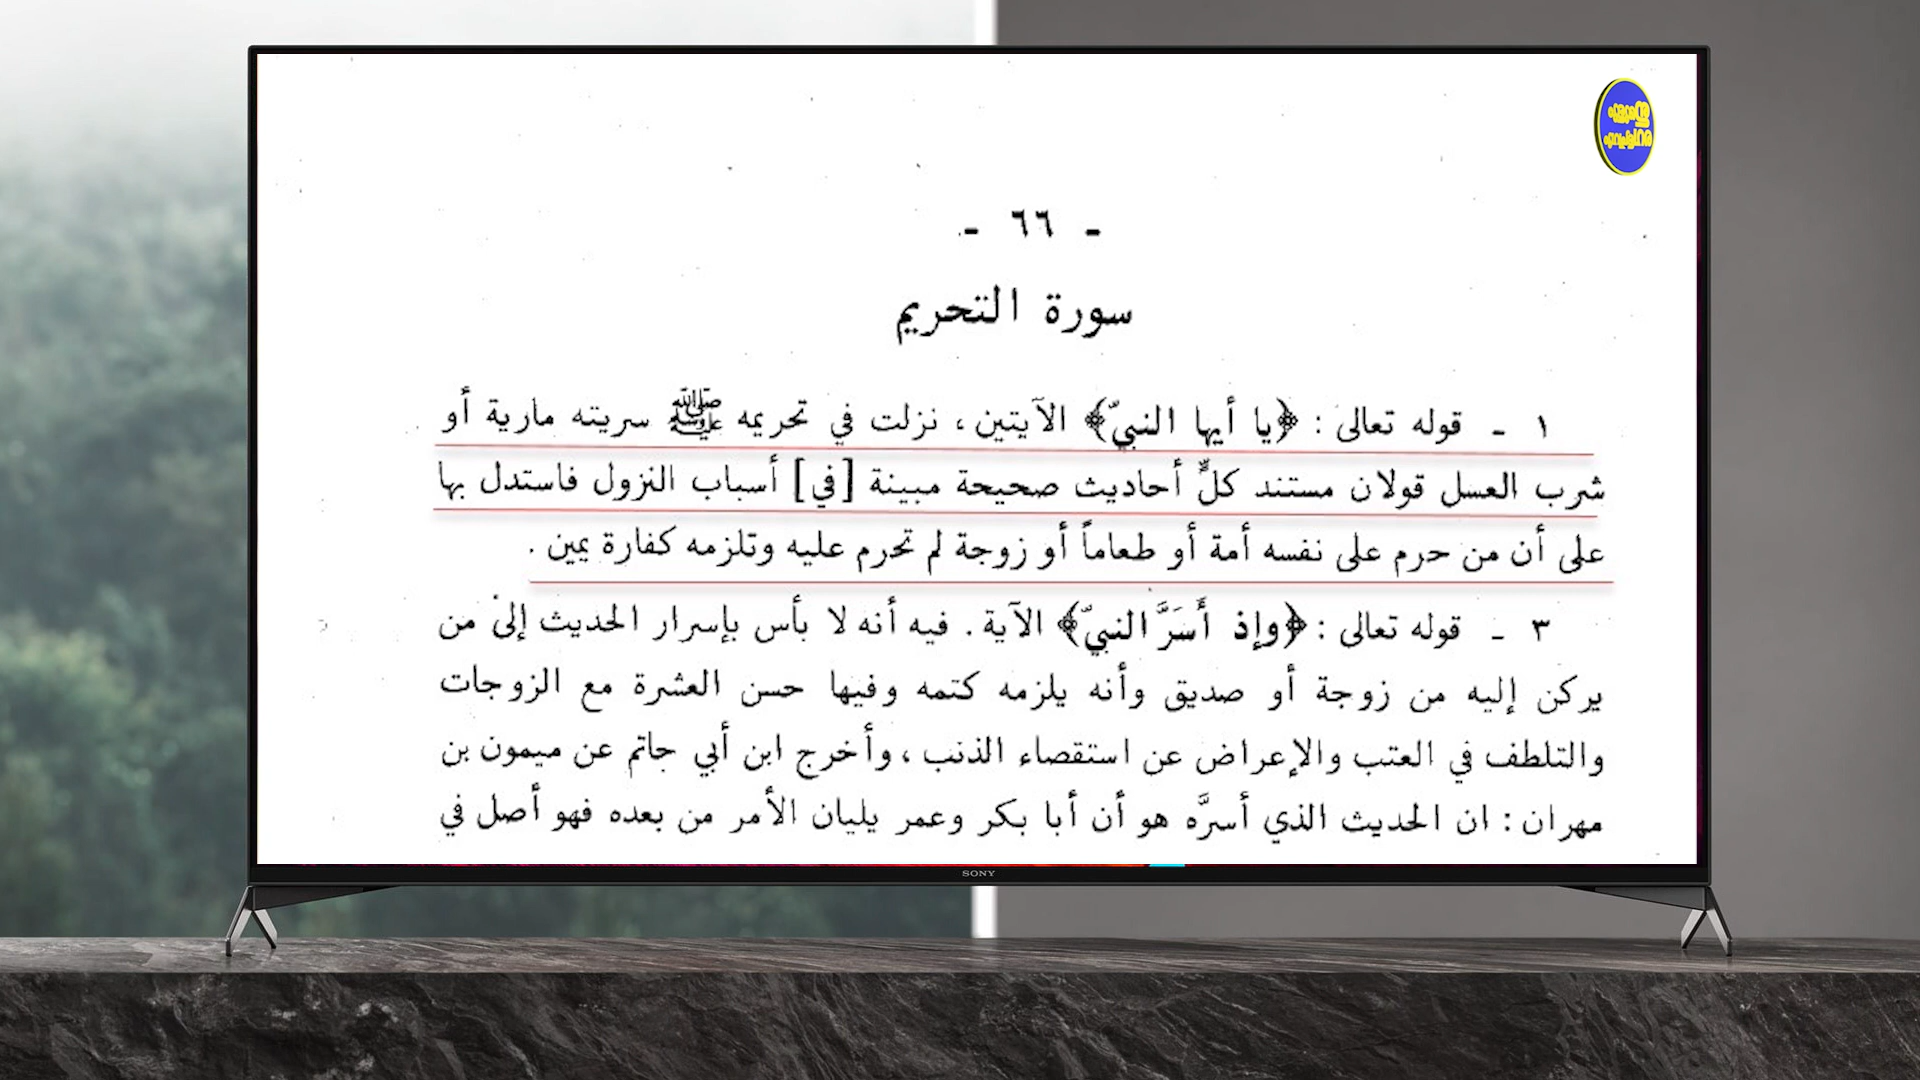 - ٦٦ -
سورة التحريم
١ - قوله تعالى : ﴿يا أيها النبيّ﴾ الآيتين ، نزلت في تحريمه ﷺ سريته مارية أو
شرب العسل قولان مستند كلٍّ أحاديث صحيحة مبينة [في] أسباب النزول فاستدل بها
على أن من حرم على نفسه أمة أو طعاماً أو زوجة لم تحرم عليه وتلزمه كفارة يمين .
٣ - قوله تعالى : ﴿وإذ أَسَرَّ النبيّ﴾ الآية . فيه أنه لا بأس بإسرار الحديث إلىٰ من
يركن إليه من زوجة أو صديق وأنه يلزمه كتمه وفيها حسن العشرة مع الزوجات
والتلطف في العتب والإعراض عن استقصاء الذنب ، وأخرج ابن أبي حاتم عن ميمون بن
مهران : ان الحديث الذي أسرَّه هو أن أبا بكر وعمر يليان الأمر من بعده فهو أصل في
SONY